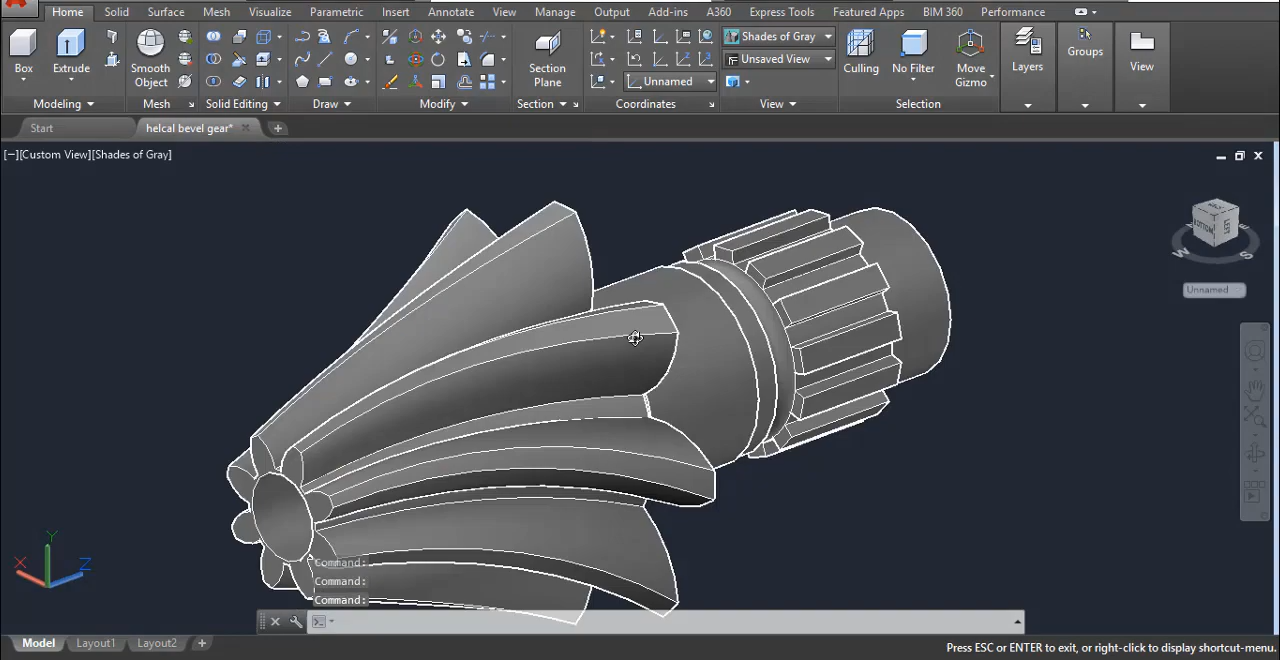 Home Solid Surface Mesh Visualize Parametric Insert Annotate View Manage Output Add-ins A360 Express Tools Featured Apps BIM 360 Performance
Box Extrude Smooth Object Section Plane Shades of Gray Unsaved View Unnamed Culling No Filter Move Gizmo Layers Groups View
Modeling Mesh Solid Editing Draw Modify Section Coordinates View Selection
Start helcal bevel gear*
[−][Custom View][Shades of Gray]
BOTTOM LEFT
W S E
Unnamed
Y
X Z
Command:
Command:
Command:
Model Layout1 Layout2
Press ESC or ENTER to exit, or right-click to display shortcut-menu.